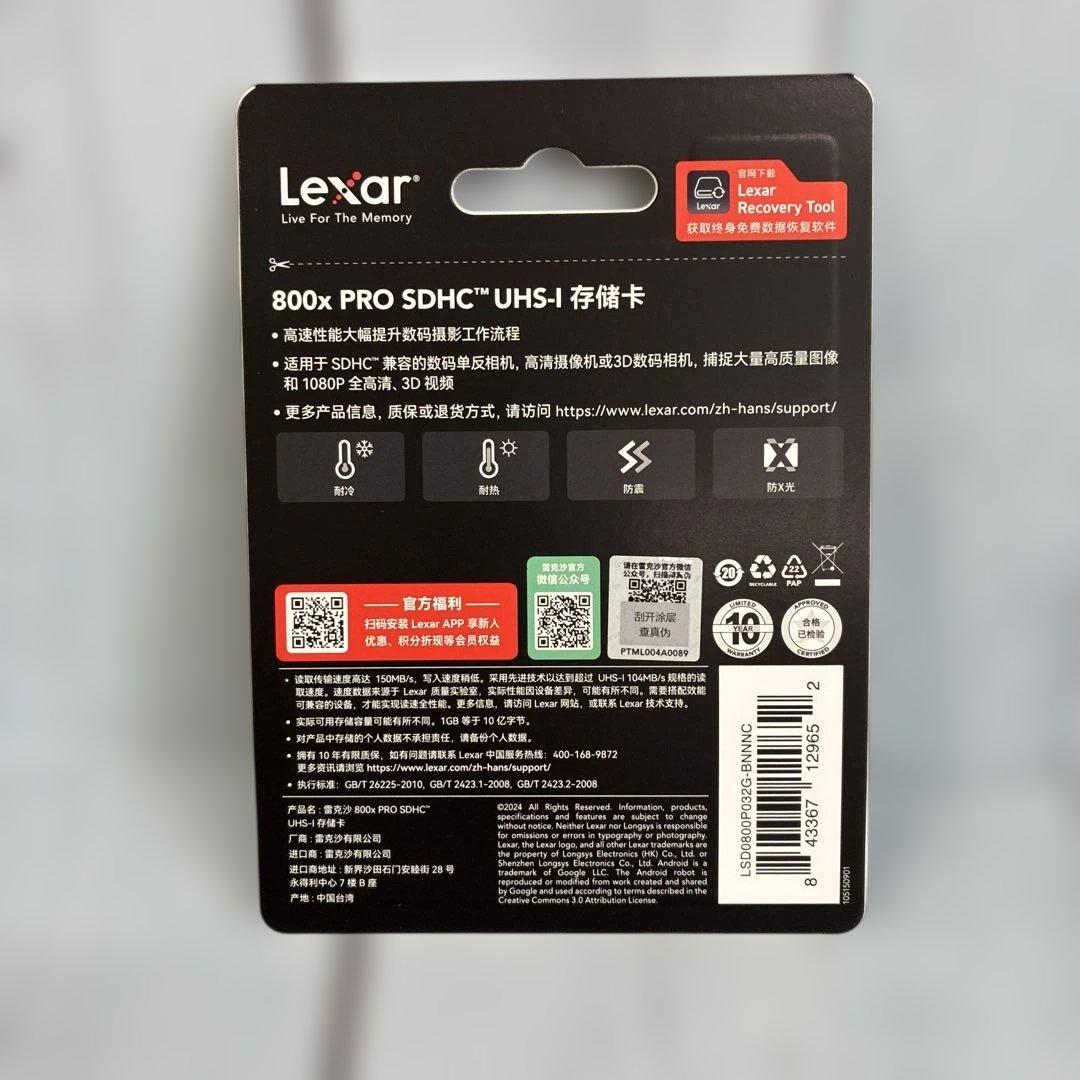 Lexar®
Live For The Memory
官网下载
Lexar
Recovery Tool
Lexar
获取终身免费数据恢复软件
800x PRO SDHC™ UHS-I 存储卡
• 高速性能大幅提升数码摄影工作流程
• 适用于 SDHC™ 兼容的数码单反相机, 高清摄像机或3D数码相机, 捕捉大量高质量图像
和 1080P 全高清、3D 视频
• 更多产品信息, 质保或退货方式, 请访问 https://www.lexar.com/zh-hans/support/
耐冷
耐热
防震
防X光
官方福利
扫码安装 Lexar APP 享新人
优惠、积分折现等会员权益
雷克沙官方
微信公众号
请在雷克沙官方微信
公众号, 扫描辨真伪
刮开涂层
查真伪
PTML004A0089
20
RECYCLABLE
22
PAP
LIMITED
10
YEAR
WARRANTY
APPROVED
合格
已检验
CERTIFIED
• 读取传输速度高达 150MB/s, 写入速度稍低。采用先进技术以达到超过 UHS-I 104MB/s 规格的读
取速度。速度数据来源于 Lexar 质量实验室, 实际性能因设备差异, 可能有所不同。需要搭配效能
可兼容的设备, 才能实现读速全性能。更多信息, 请访问 Lexar 网站, 或联系 Lexar 技术支持。
• 实际可用存储容量可能有所不同。1GB 等于 10 亿字节。
• 对产品中存储的个人数据不承担责任, 请备份个人数据。
• 拥有 10 年有限质保, 如有问题请联系 Lexar 中国服务热线: 400-168-9872
更多资讯请浏览 https://www.lexar.com/zh-hans/support/
• 执行标准: GB/T 26225-2010, GB/T 2423.1-2008, GB/T 2423.2-2008
产品名: 雷克沙 800x PRO SDHC™
UHS-I 存储卡
厂商: 雷克沙有限公司
进口商: 雷克沙有限公司
进口商地址: 新界沙田石门安睦街 28 号
永得利中心 7 楼 B 座
产地: 中国台湾
©2024 All Rights Reserved. Information, products,
specifications and features are subject to change
without notice. Neither Lexar nor Longsys is responsible
for omissions or errors in typography or photography.
Lexar, the Lexar logo, and all other Lexar trademarks are
the property of Longsys Electronics (HK) Co., Ltd. or
Shenzhen Longsys Electronics Co., Ltd. Android is a
trademark of Google LLC. The Android robot is
reproduced or modified from work created and shared
by Google and used according to terms described in the
Creative Commons 3.0 Attribution License.
LSD0800P032G-BNNNC
8 43367 12965 2
105150901